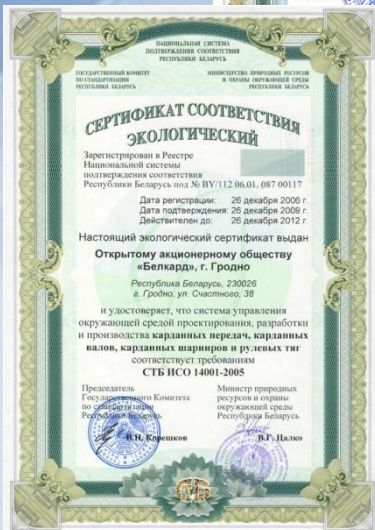 НАЦИОНАЛЬНАЯ СИСТЕМА
ПОДТВЕРЖДЕНИЯ СООТВЕТСТВИЯ
РЕСПУБЛИКИ БЕЛАРУСЬ
ГОСУДАРСТВЕННЫЙ КОМИТЕТ
ПО СТАНДАРТИЗАЦИИ
РЕСПУБЛИКИ БЕЛАРУСЬ
МИНИСТЕРСТВО ПРИРОДНЫХ РЕСУРСОВ
И ОХРАНЫ ОКРУЖАЮЩЕЙ СРЕДЫ
РЕСПУБЛИКИ БЕЛАРУСЬ
СЕРТИФИКАТ СООТВЕТСТВИЯ
ЭКОЛОГИЧЕСКИЙ
Зарегистрирован в Реестре
Национальной системы
подтверждения соответствия
Республики Беларусь под № BY/112 06.01. 087 00117
Дата регистрации: 26 декабря 2006 г.
Дата подтверждения: 26 декабря 2009 г.
Действителен до: 26 декабря 2012 г.
Настоящий экологический сертификат выдан
Открытому акционерному обществу
«Белкард», г. Гродно
Республика Беларусь, 230026
г. Гродно, ул. Счастного, 38
и удостоверяет, что система управления
окружающей средой проектирования, разработки
и производства карданных передач, карданных
валов, карданных шарниров и рулевых тяг
соответствует требованиям
СТБ ИСО 14001-2005
Председатель
Государственного Комитета
по стандартизации
Республики Беларусь
В.Н. Корешков
Министр природных
ресурсов и охраны
окружающей среды
Республики Беларусь
В.Г. Цалко